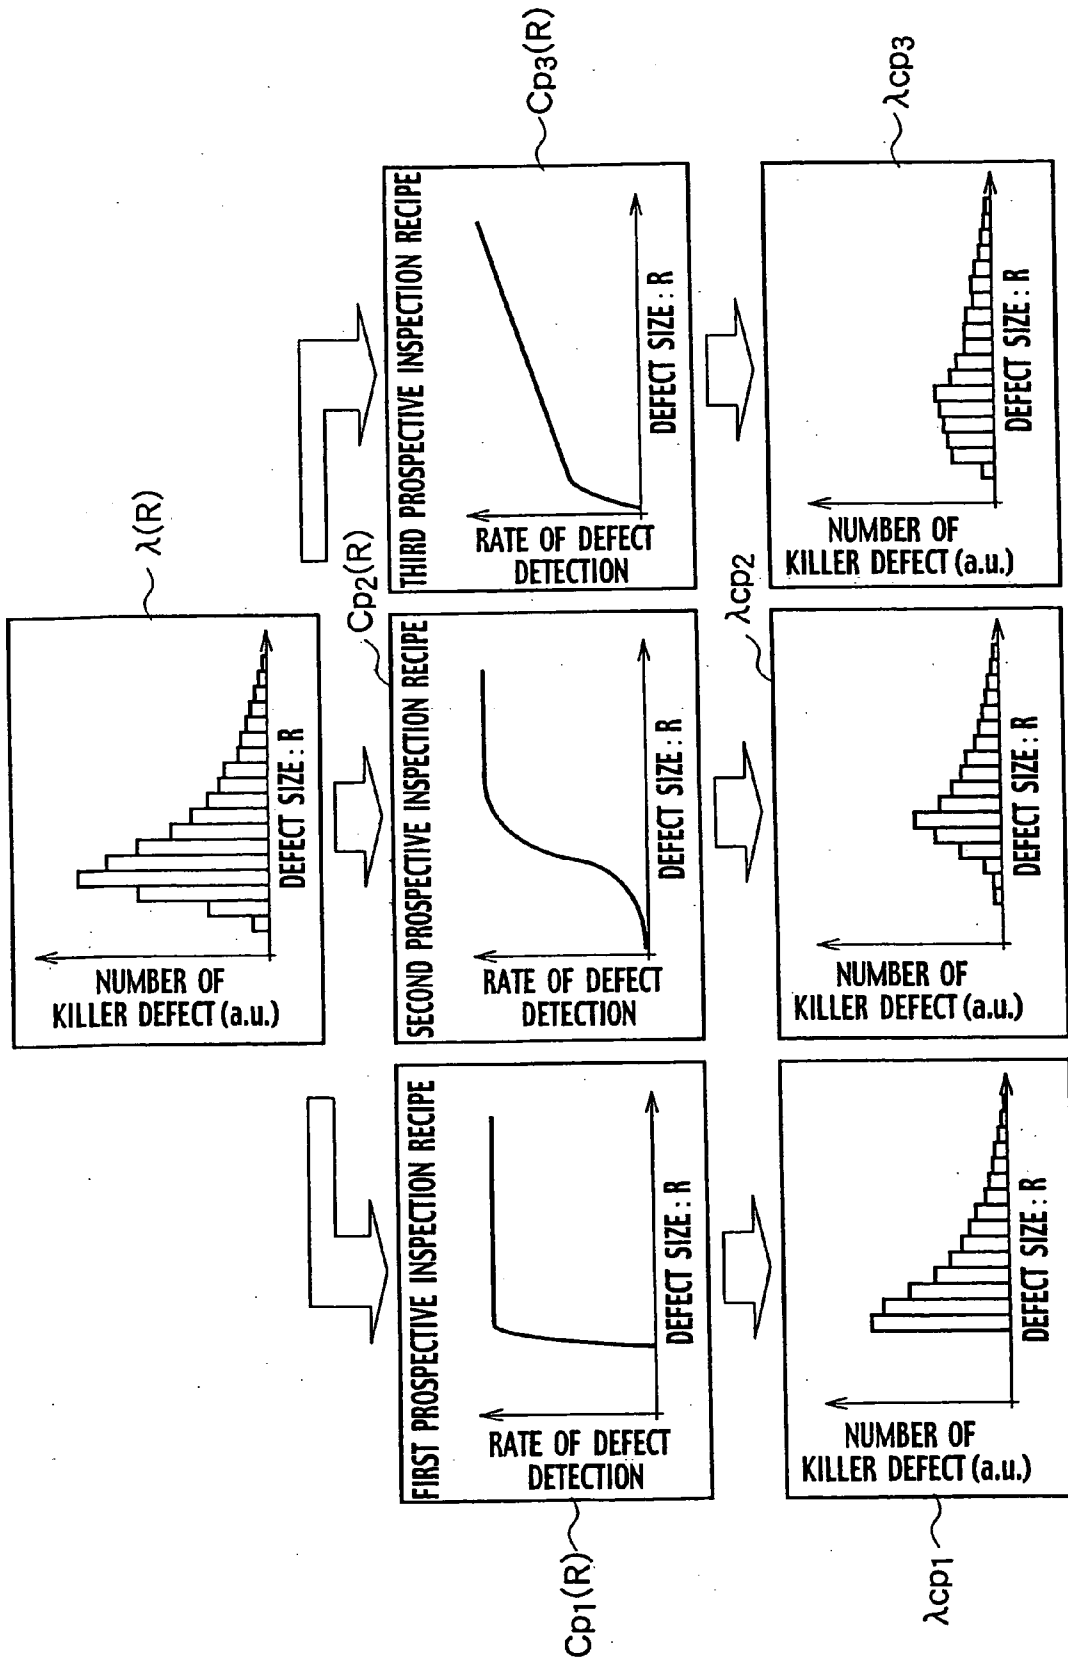 λ(R)
NUMBER OF
KILLER DEFECT (a.u.)
DEFECT SIZE : R
Cp1(R)
FIRST PROSPECTIVE INSPECTION RECIPE
RATE OF DEFECT
DETECTION
DEFECT SIZE : R
Cp2(R)
SECOND PROSPECTIVE INSPECTION RECIPE
RATE OF DEFECT
DETECTION
DEFECT SIZE : R
Cp3(R)
THIRD PROSPECTIVE INSPECTION RECIPE
RATE OF DEFECT
DETECTION
DEFECT SIZE : R
λcp1
NUMBER OF
KILLER DEFECT (a.u.)
DEFECT SIZE : R
λcp2
NUMBER OF
KILLER DEFECT (a.u.)
DEFECT SIZE : R
λcp3
NUMBER OF
KILLER DEFECT (a.u.)
DEFECT SIZE : R